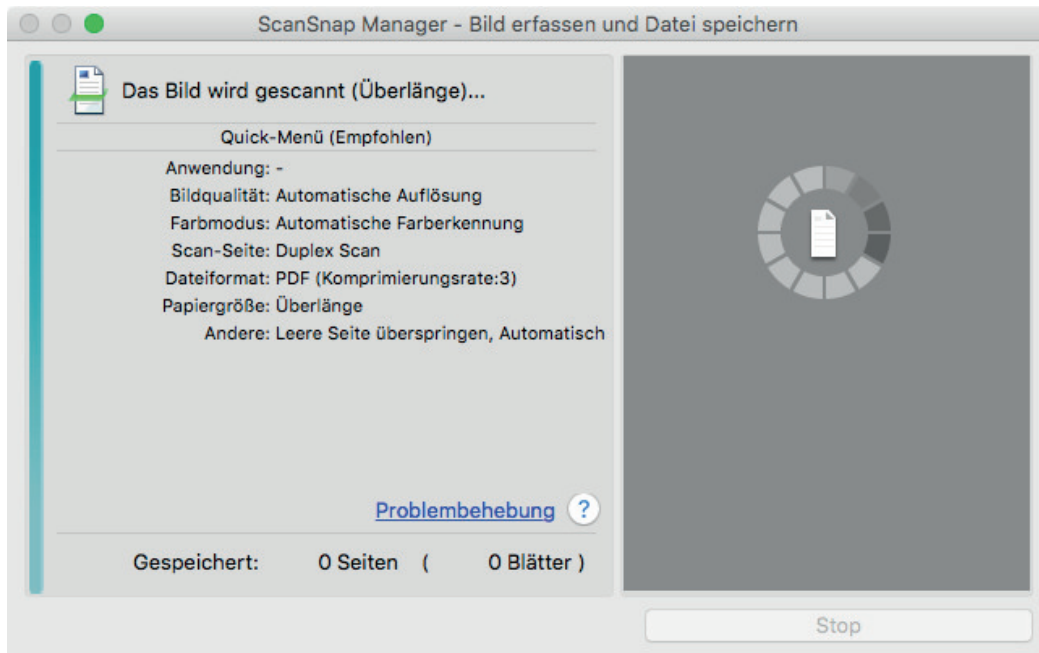 ScanSnap Manager - Bild erfassen und Datei speichern
Das Bild wird gescannt (Überlänge)...
Quick-Menü (Empfohlen)
Anwendung: -
Bildqualität: Automatische Auflösung
Farbmodus: Automatische Farberkennung
Scan-Seite: Duplex Scan
Dateiformat: PDF (Komprimierungsrate:3)
Papiergröße: Überlänge
Andere: Leere Seite überspringen, Automatisch
Problembehebung ?
Gespeichert: 0 Seiten ( 0 Blätter )
Stop